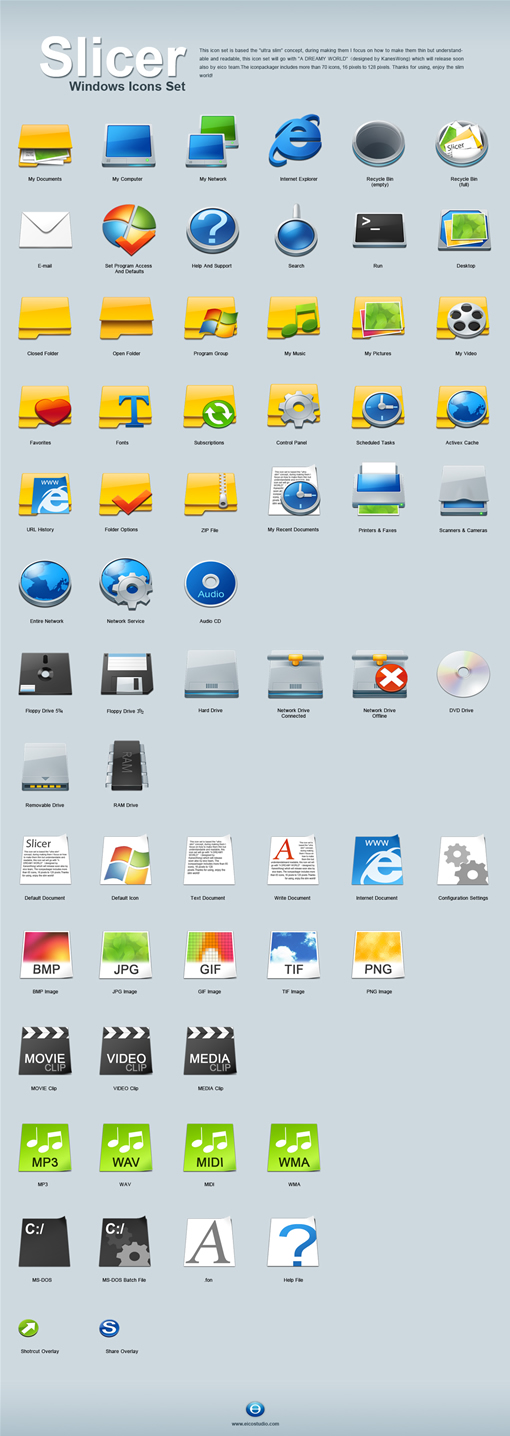 Slicer
Windows Icons Set
This icon set is based the "ultra slim" concept, during making them I focus on how to make them thin but understand-
able and readable, this icon set will go with "A DREAMY WORLD" (designed by KanesWong) which will release soon
also by eico team.The iconpackager includes more than 70 icons, 16 pixels to 128 pixels. Thanks for using, enjoy the slim
world!
Slicer
My Documents
My Computer
My Network
Internet Explorer
Recycle Bin
(empty)
Recycle Bin
(full)
>_
E-mail
Set Program Access
And Defaults
Help And Support
Search
Run
Desktop
Closed Folder
Open Folder
Program Group
My Music
My Pictures
My Video
T
Favorites
Fonts
Subscriptions
Control Panel
Scheduled Tasks
Activex Cache
WWW
URL History
Folder Options
ZIP File
My Recent Documents
Printers & Faxes
Scanners & Cameras
Audio
Entire Network
Network Service
Audio CD
Floppy Drive 5¼
Floppy Drive 3½
Hard Drive
Network Drive
Connected
Network Drive
Offline
DVD Drive
RAM
Removable Drive
RAM Drive
Slicer
A
WWW
Default Document
Default Icon
Text Document
Write Document
Internet Document
Configuration Settings
BMP
JPG
GIF
TIF
PNG
BMP Image
JPG Image
GIF Image
TIF Image
PNG Image
MOVIE
CLIP
VIDEO
CLIP
MEDIA
CLIP
MOVIE Clip
VIDEO Clip
MEDIA Clip
MP3
WAV
MIDI
WMA
MP3
WAV
MIDI
WMA
C:/
C:/
A
?
MS-DOS
MS-DOS Batch File
fon
Help File
S
Shotrcut Overlay
Share Overlay
e
www.eicostudio.com